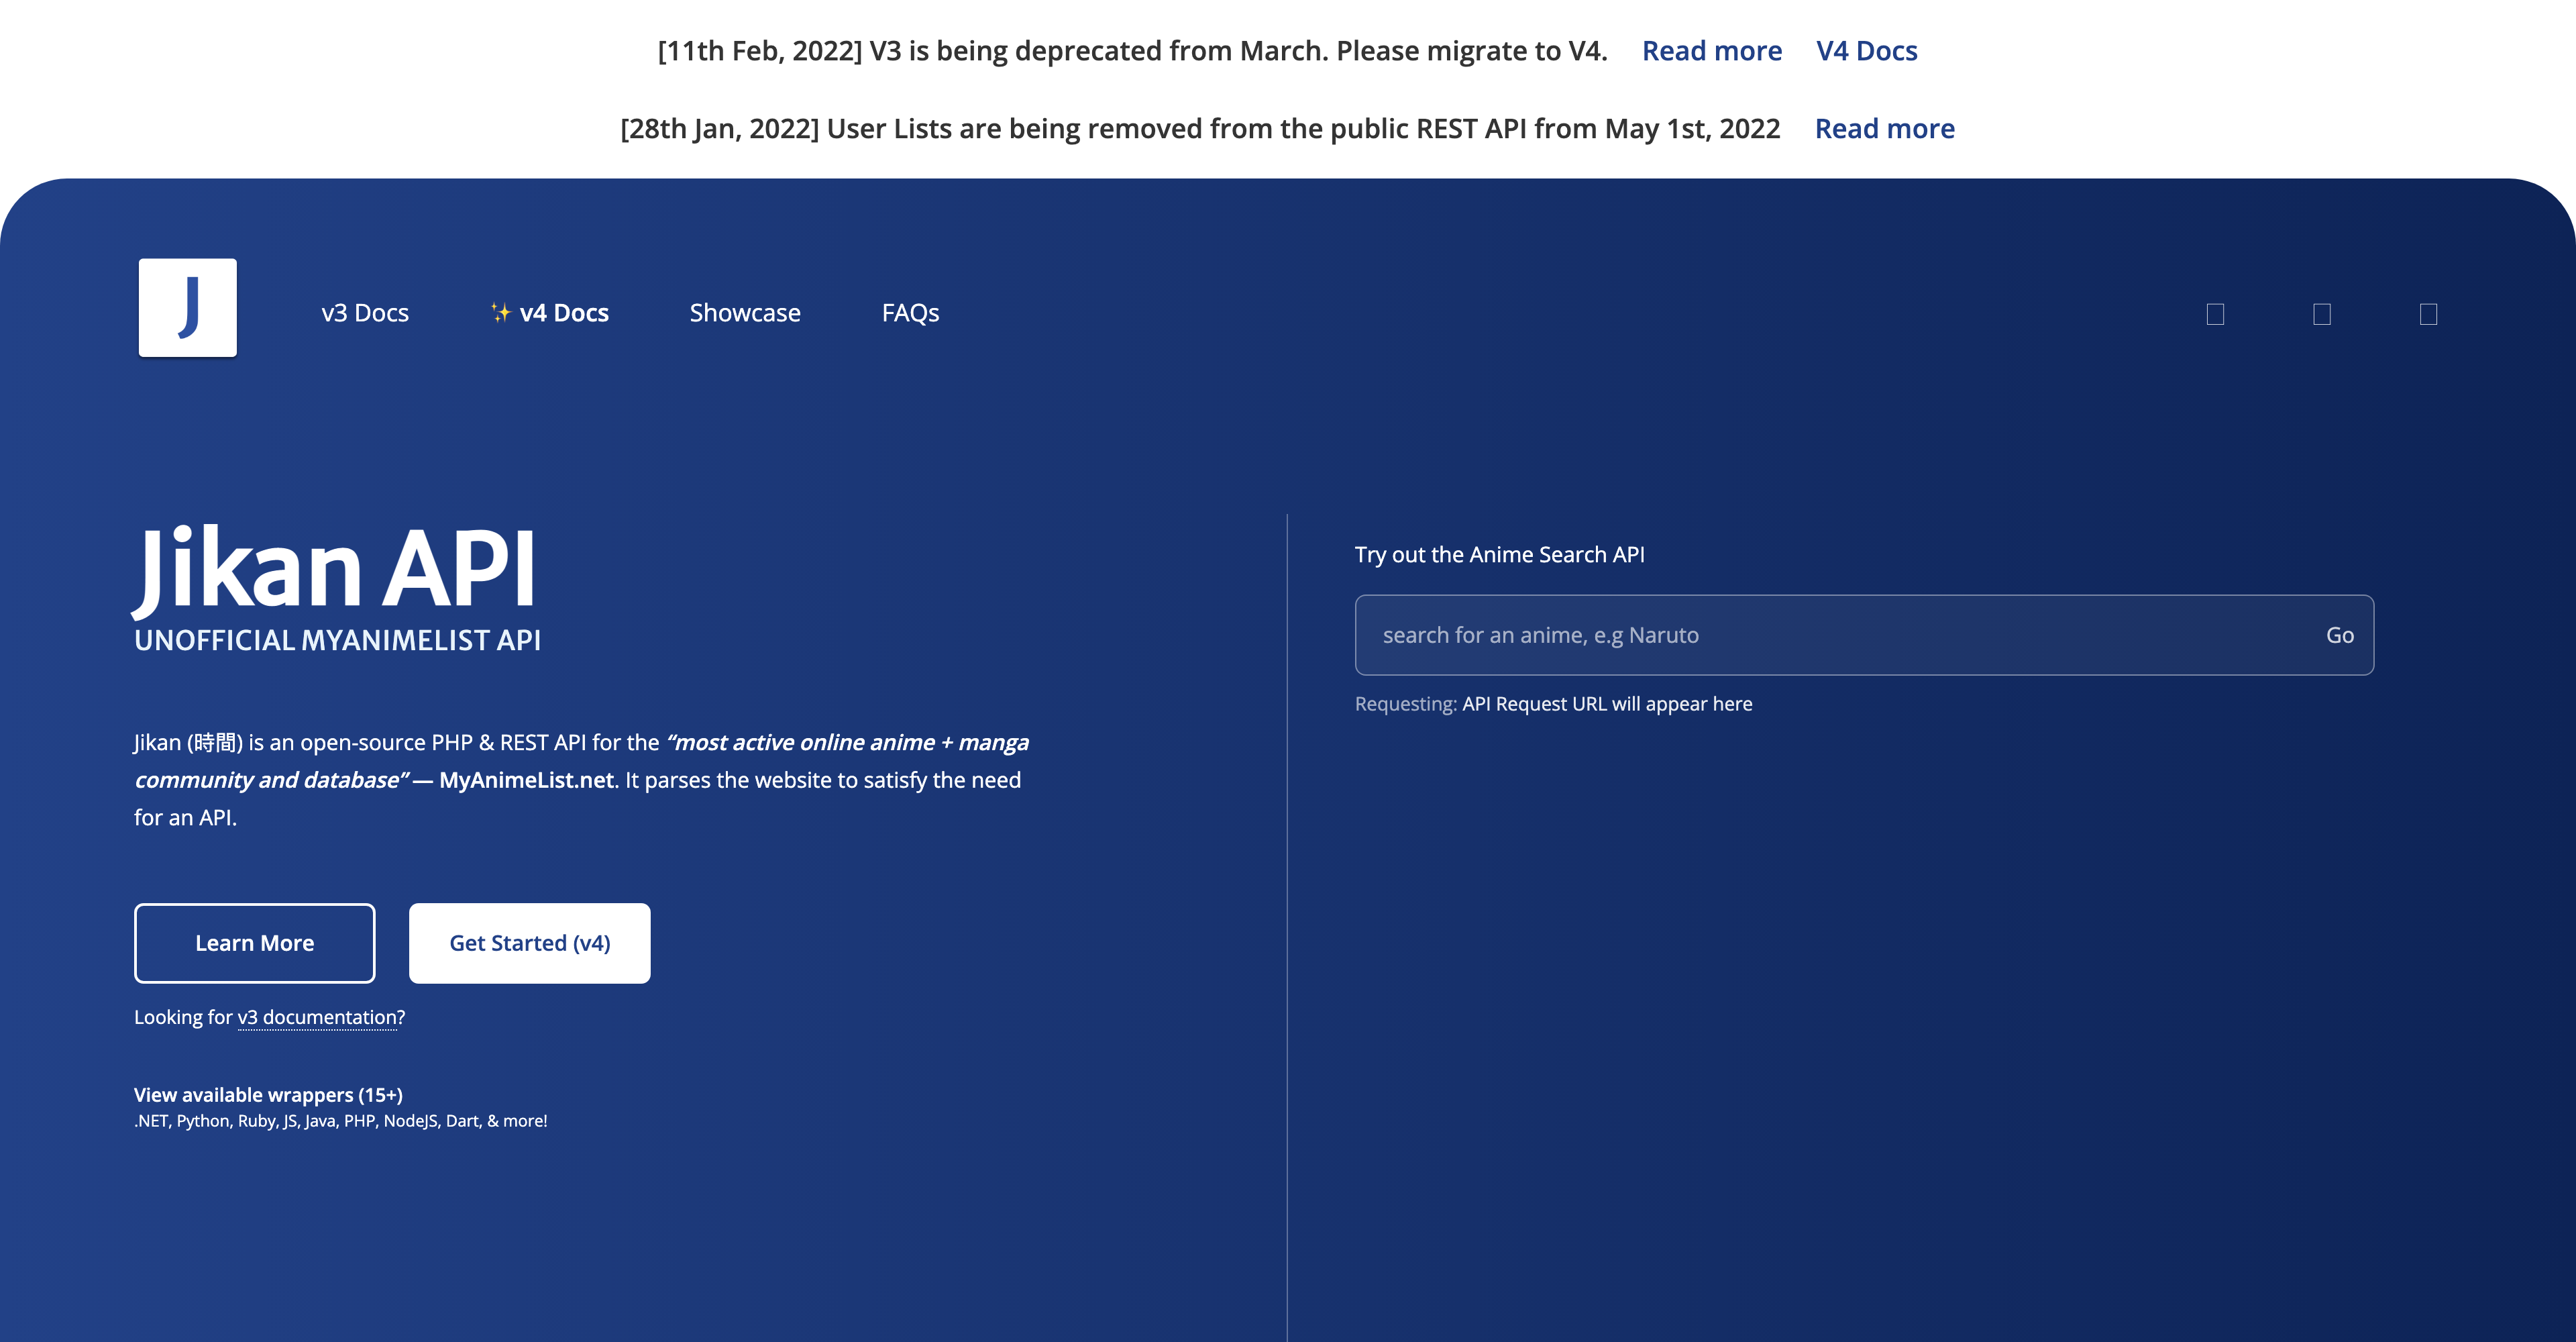 [11th Feb, 2022] V3 is being deprecated from March. Please migrate to V4. Read more V4 Docs
[28th Jan, 2022] User Lists are being removed from the public REST API from May 1st, 2022 Read more
J
v3 Docs ✨ v4 Docs Showcase FAQs
Jikan API
UNOFFICIAL MYANIMELIST API
Jikan (時間) is an open-source PHP & REST API for the “most active online anime + manga
community and database” — MyAnimeList.net. It parses the website to satisfy the need
for an API.
Learn More
Get Started (v4)
Looking for v3 documentation?
View available wrappers (15+)
.NET, Python, Ruby, JS, Java, PHP, NodeJS, Dart, & more!
Try out the Anime Search API
search for an anime, e.g Naruto Go
Requesting: API Request URL will appear here